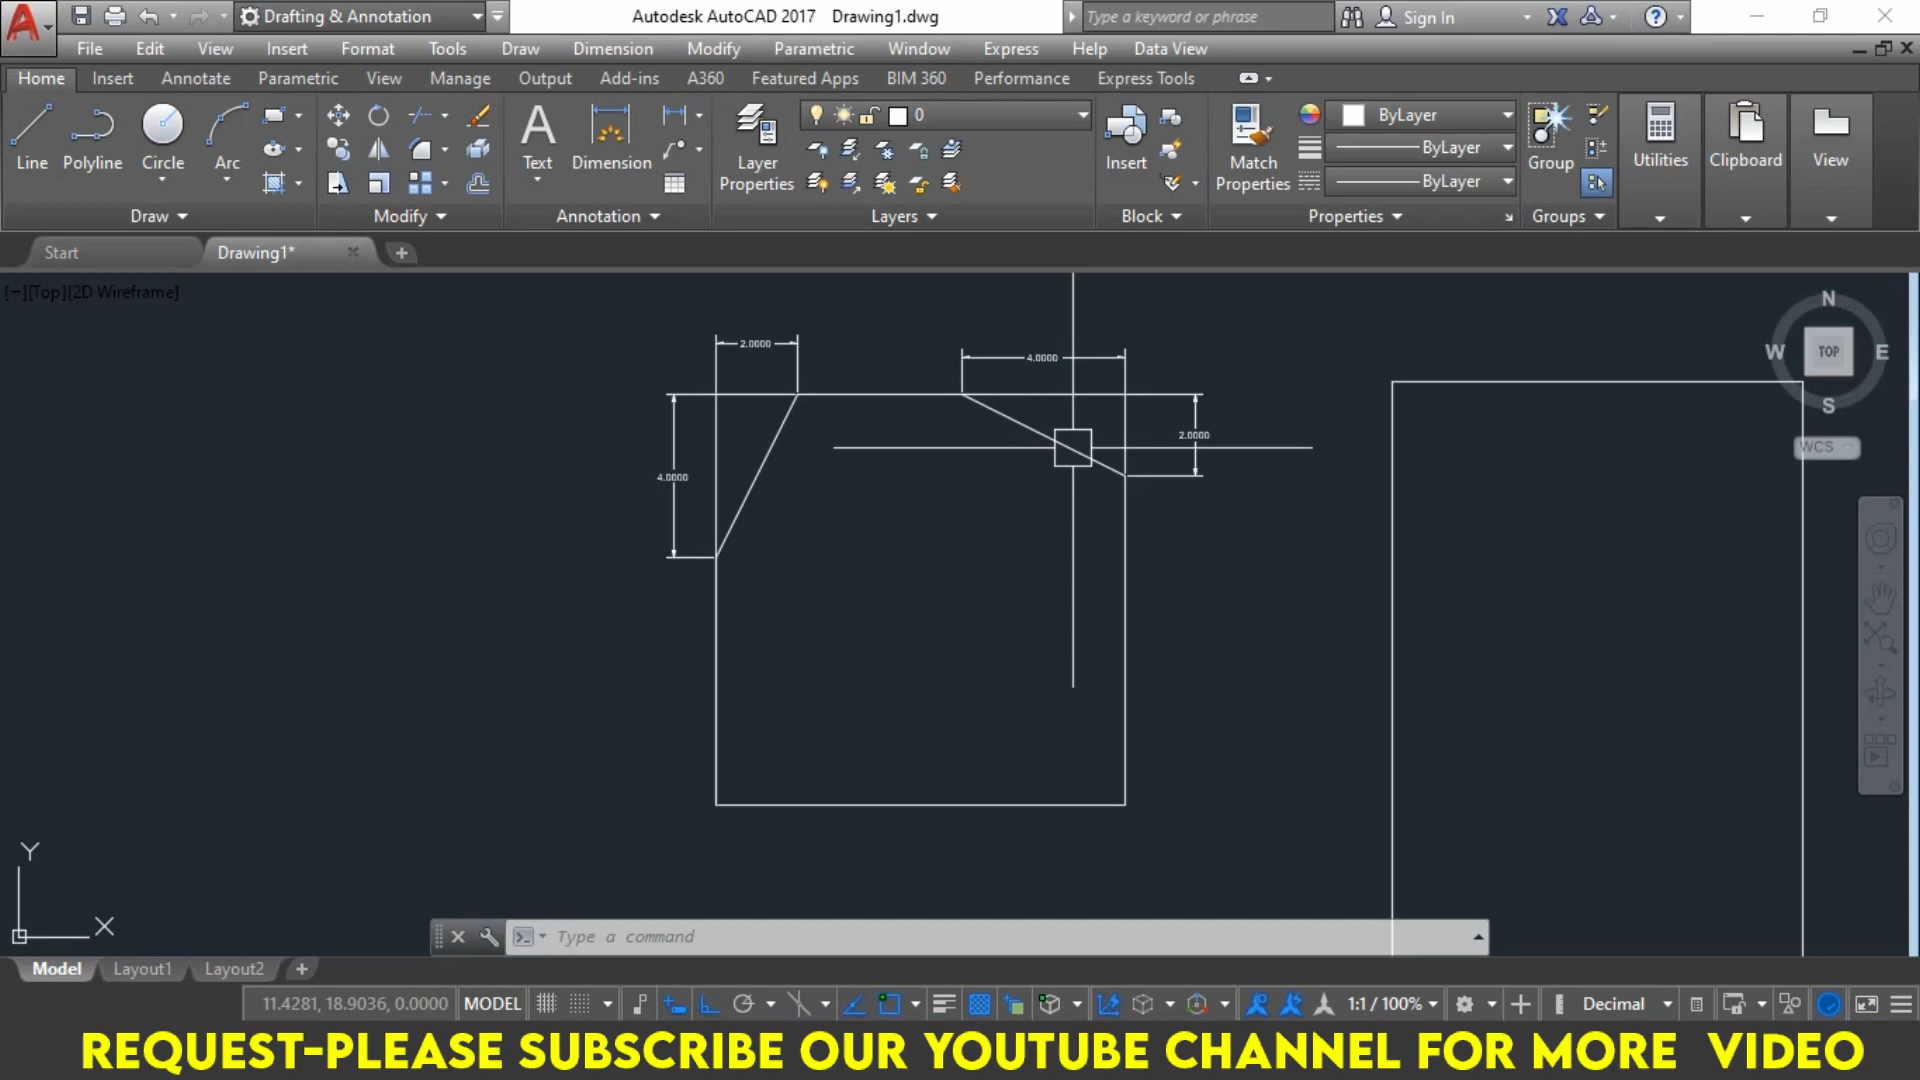 Drafting & Annotation
Autodesk AutoCAD 2017 Drawing1.dwg
Type a keyword or phrase
Sign In
File Edit View Insert Format Tools Draw Dimension Modify Parametric Window Express Help Data View
Home Insert Annotate Parametric View Manage Output Add-ins A360 Featured Apps BIM 360 Performance Express Tools
0
ByLayer
ByLayer
ByLayer
Line Polyline Circle Arc
Text Dimension
Layer Properties
Insert
Match Properties
Group
Utilities
Clipboard
View
Draw Modify Annotation Layers Block Properties Groups
Start Drawing1*
[−][Top][2D Wireframe]
N
W TOP E
S
WCS
2.0000
4.0000
2.0000
4.0000
Y
X
Type a command
Model Layout1 Layout2
11.4281, 18.9036, 0.0000 MODEL 1:1 / 100% Decimal
REQUEST-PLEASE SUBSCRIBE OUR YOUTUBE CHANNEL FOR MORE VIDEO